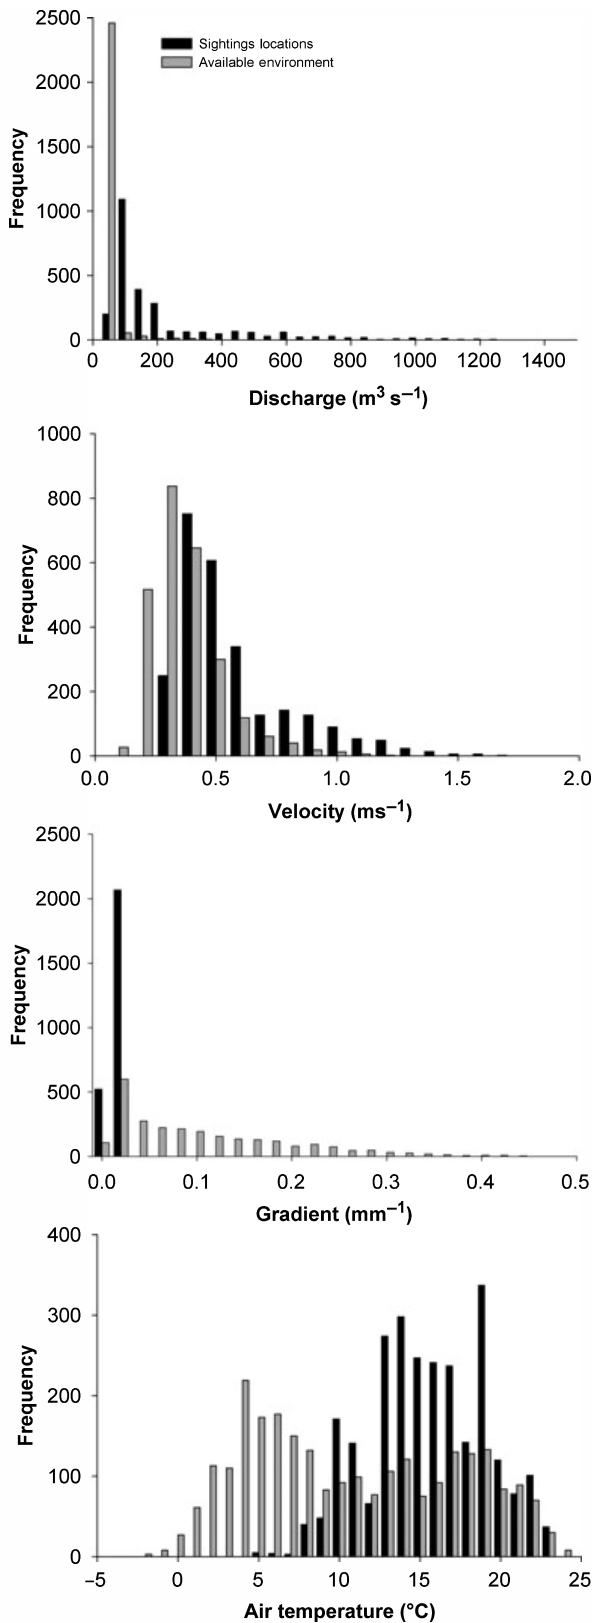 2500
Sightings locations
Available environment
2000
1500
1000
500
0
Frequency
0 200 400 600 800 1000 1200 1400
Discharge (m³ s⁻¹)
1000
800
600
400
200
0
Frequency
0.0 0.5 1.0 1.5 2.0
Velocity (ms⁻¹)
2500
2000
1500
1000
500
0
Frequency
0.0 0.1 0.2 0.3 0.4 0.5
Gradient (mm⁻¹)
400
300
200
100
0
Frequency
–5 0 5 10 15 20 25
Air temperature (°C)